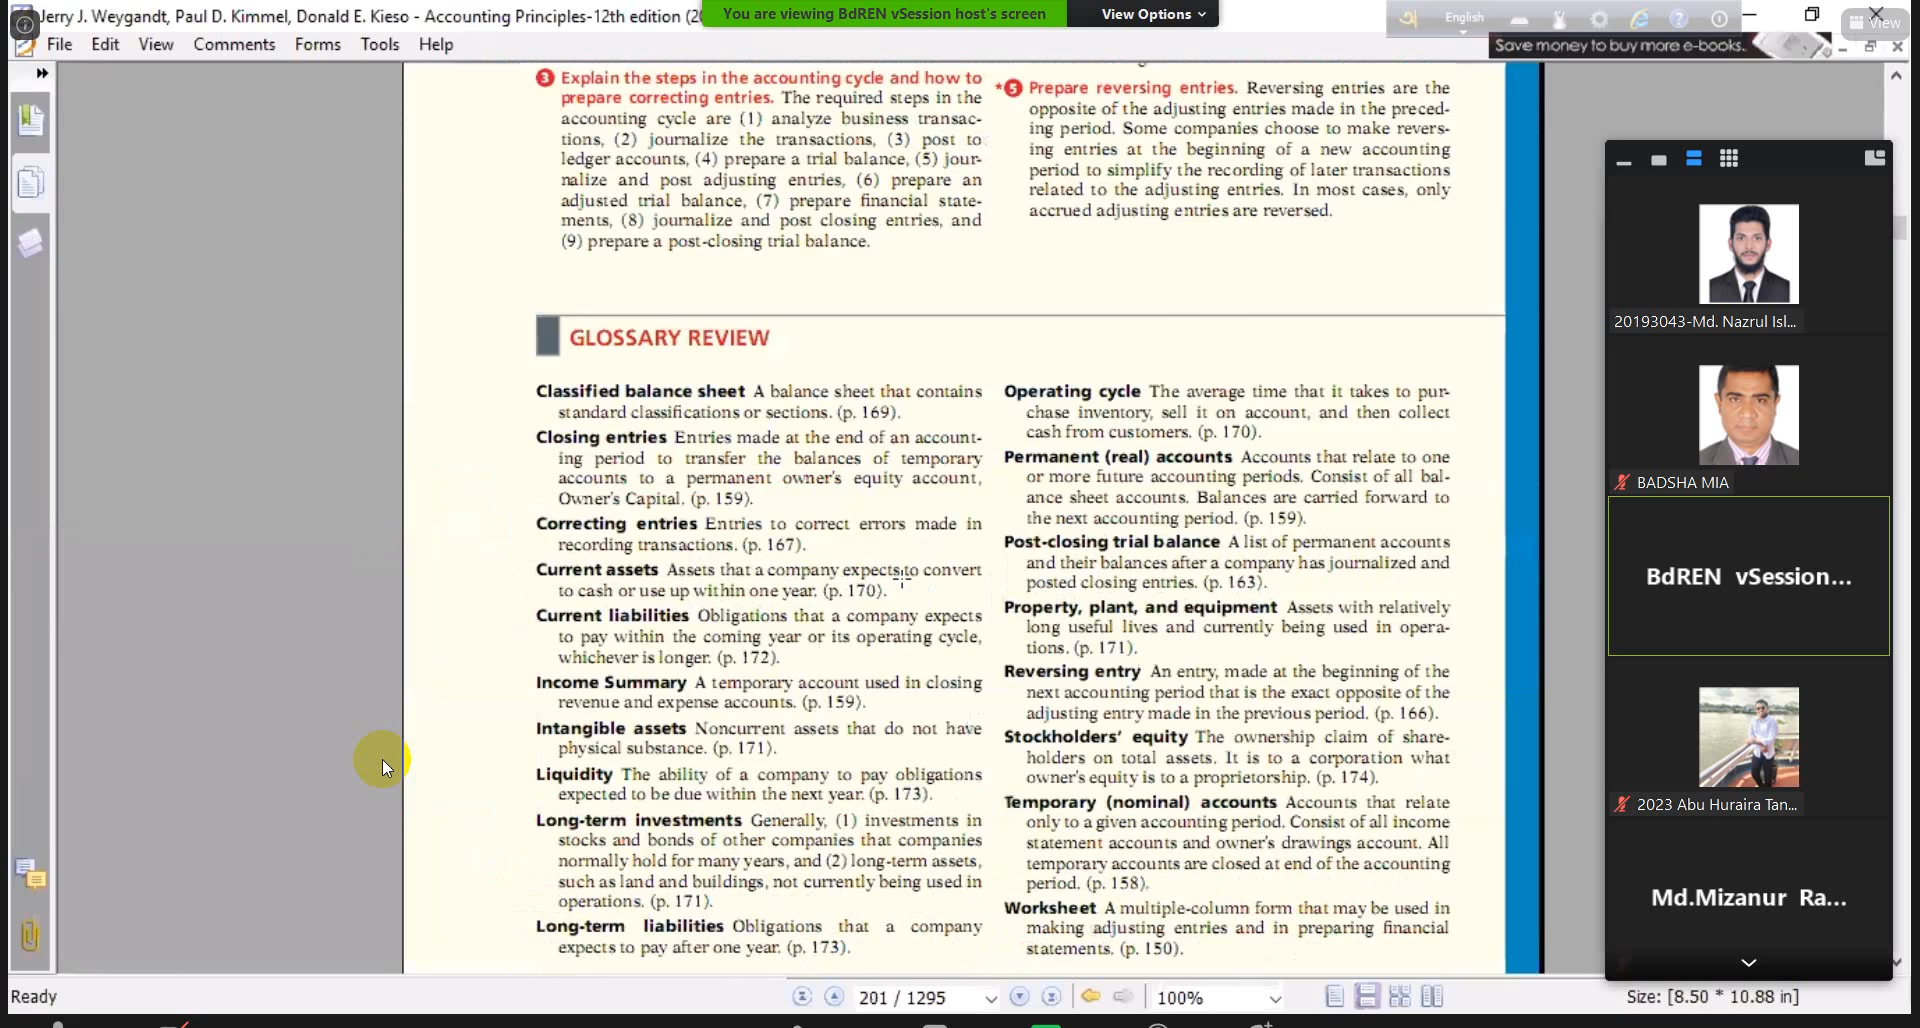 Jerry J. Weygandt, Paul D. Kimmel, Donald E. Kieso - Accounting Principles-12th edition (20
You are viewing BdREN vSession host's screen
View Options
English
View
File Edit View Comments Forms Tools Help
Save money to buy more e-books.
3 Explain the steps in the accounting cycle and how to
prepare correcting entries. The required steps in the
accounting cycle are (1) analyze business transac-
tions, (2) journalize the transactions, (3) post to
ledger accounts, (4) prepare a trial balance, (5) jour-
nalize and post adjusting entries, (6) prepare an
adjusted trial balance, (7) prepare financial state-
ments, (8) journalize and post closing entries, and
(9) prepare a post-closing trial balance.
*5 Prepare reversing entries. Reversing entries are the
opposite of the adjusting entries made in the preced-
ing period. Some companies choose to make revers-
ing entries at the beginning of a new accounting
period to simplify the recording of later transactions
related to the adjusting entries. In most cases, only
accrued adjusting entries are reversed.
GLOSSARY REVIEW
Classified balance sheet A balance sheet that contains
standard classifications or sections. (p. 169).
Closing entries Entries made at the end of an account-
ing period to transfer the balances of temporary
accounts to a permanent owner's equity account,
Owner's Capital. (p. 159).
Correcting entries Entries to correct errors made in
recording transactions. (p. 167).
Current assets Assets that a company expects to convert
to cash or use up within one year. (p. 170).
Current liabilities Obligations that a company expects
to pay within the coming year or its operating cycle,
whichever is longer. (p. 172).
Income Summary A temporary account used in closing
revenue and expense accounts. (p. 159).
Intangible assets Noncurrent assets that do not have
physical substance. (p. 171).
Liquidity The ability of a company to pay obligations
expected to be due within the next year. (p. 173).
Long-term investments Generally, (1) investments in
stocks and bonds of other companies that companies
normally hold for many years, and (2) long-term assets,
such as land and buildings, not currently being used in
operations. (p. 171).
Long-term liabilities Obligations that a company
expects to pay after one year. (p. 173).
Operating cycle The average time that it takes to pur-
chase inventory, sell it on account, and then collect
cash from customers. (p. 170).
Permanent (real) accounts Accounts that relate to one
or more future accounting periods. Consist of all bal-
ance sheet accounts. Balances are carried forward to
the next accounting period. (p. 159).
Post-closing trial balance A list of permanent accounts
and their balances after a company has journalized and
posted closing entries. (p. 163).
Property, plant, and equipment Assets with relatively
long useful lives and currently being used in opera-
tions. (p. 171).
Reversing entry An entry, made at the beginning of the
next accounting period that is the exact opposite of the
adjusting entry made in the previous period. (p. 166).
Stockholders' equity The ownership claim of share-
holders on total assets. It is to a corporation what
owner's equity is to a proprietorship. (p. 174).
Temporary (nominal) accounts Accounts that relate
only to a given accounting period. Consist of all income
statement accounts and owner's drawings account. All
temporary accounts are closed at end of the accounting
period. (p. 158).
Worksheet A multiple-column form that may be used in
making adjusting entries and in preparing financial
statements. (p. 150).
20193043-Md. Nazrul Isl...
BADSHA MIA
BdREN vSession...
2023 Abu Huraira Tan...
Md.Mizanur Ra...
Ready
201 / 1295
100%
Size: [8.50 * 10.88 in]